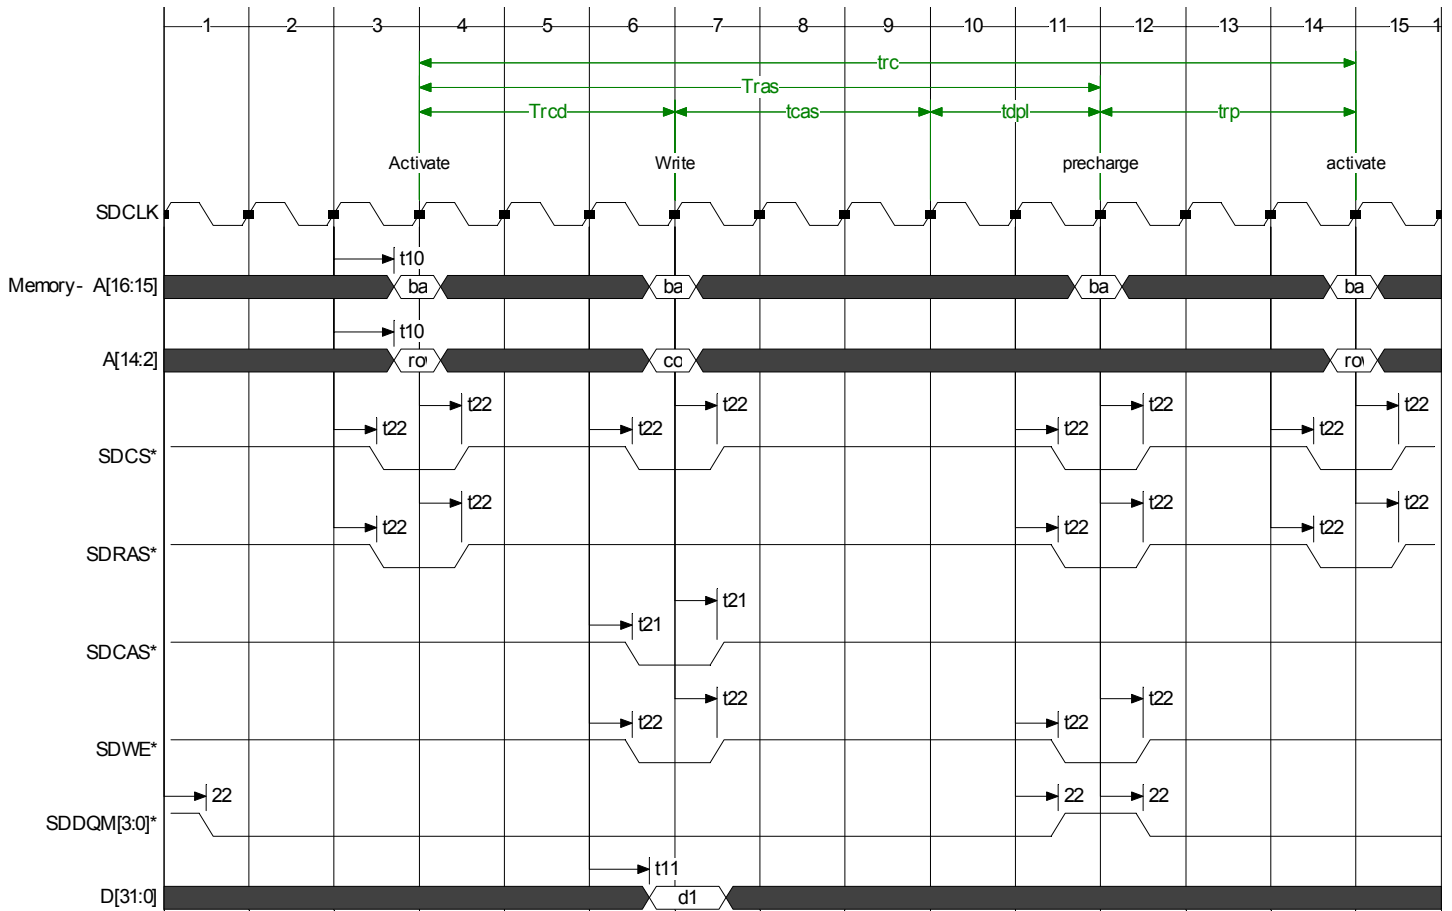 1 2 3 4 5 6 7 8 9 10 11 12 13 14 15 1
trc
Tras
Trcd tcas tdpl trp
Activate Write precharge activate
SDCLK
t10
Memory- A[16:15] ba ba ba ba
t10
A[14:2] ro co ro
t22 t22 t22 t22
t22 t22 t22 t22
SDCS*
t22 t22 t22
t22 t22 t22
SDRAS*
t21
t21
SDCAS*
t22 t22
t22 t22
SDWE*
22 22 22
SDDQM[3:0]*
t11
D[31:0] d1